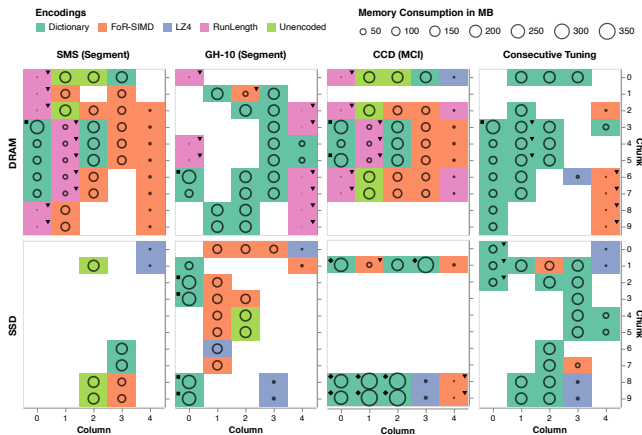 Encodings
Memory Consumption in MB
Dictionary FoR-SIMD LZ4 RunLength Unencoded
50 100 150 200 250 300 350
SMS (Segment) GH-10 (Segment) CCD (MCI) Consecutive Tuning
DRAM
0
1
2
3
4
5
6
7
8
9
Chunk
SSD
0
1
2
3
4
5
6
7
8
9
Chunk
0 1 2 3 4 0 1 2 3 4 0 1 2 3 4 0 1 2 3 4
Column Column Column Column